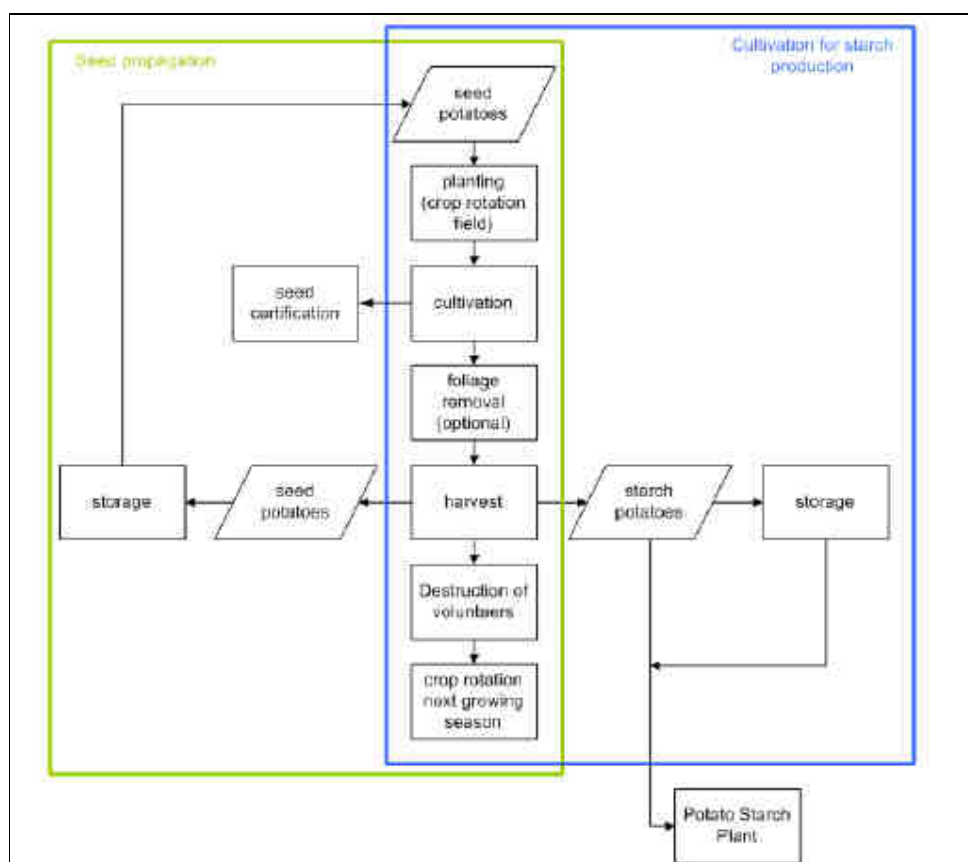 Seed propagation
Cultivation for starch
production
seed
potatoes
planting
(crop rotation
field)
seed
certification
cultivation
foliage
removal
(optional)
storage
seed
potatoes
harvest
starch
potatoes
storage
Destruction of
volunteers
crop rotation
next growing
season
Potato Starch
Plant